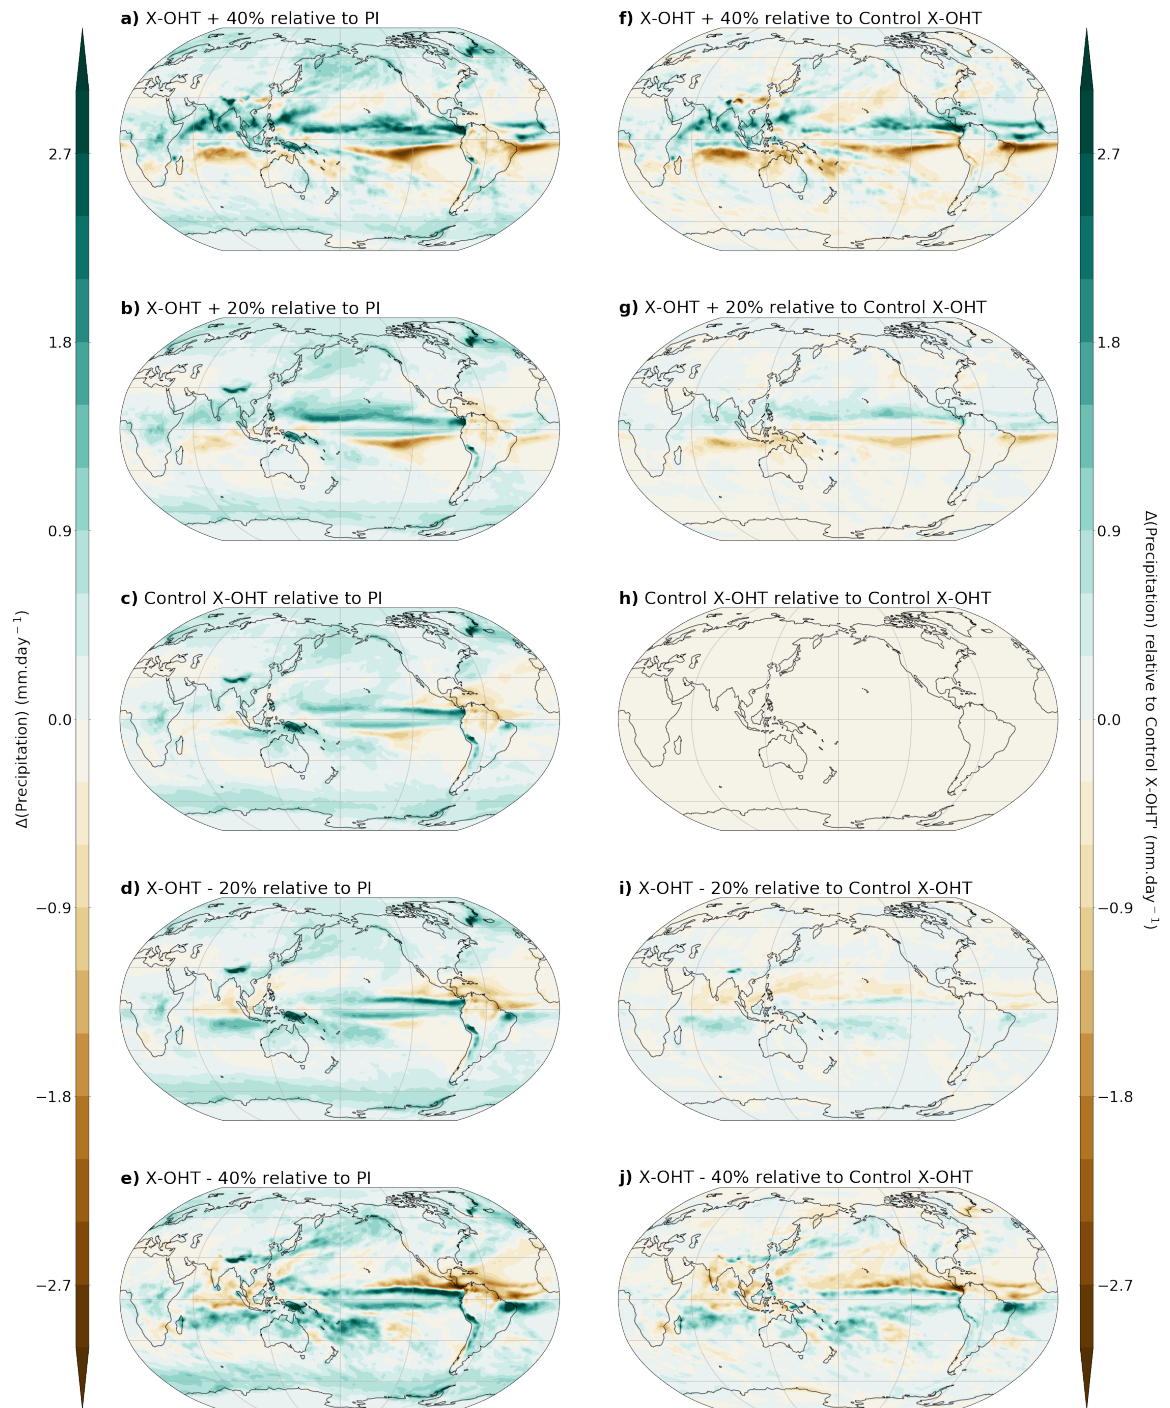 a) X-OHT + 40% relative to PI
f) X-OHT + 40% relative to Control X-OHT
b) X-OHT + 20% relative to PI
g) X-OHT + 20% relative to Control X-OHT
c) Control X-OHT relative to PI
h) Control X-OHT relative to Control X-OHT
d) X-OHT - 20% relative to PI
i) X-OHT - 20% relative to Control X-OHT
e) X-OHT - 40% relative to PI
j) X-OHT - 40% relative to Control X-OHT
2.7
1.8
0.9
0.0
−0.9
−1.8
−2.7
Δ(Precipitation) (mm.day⁻¹)
2.7
1.8
0.9
0.0
−0.9
−1.8
−2.7
Δ(Precipitation) relative to Control X-OHT' (mm.day⁻¹)